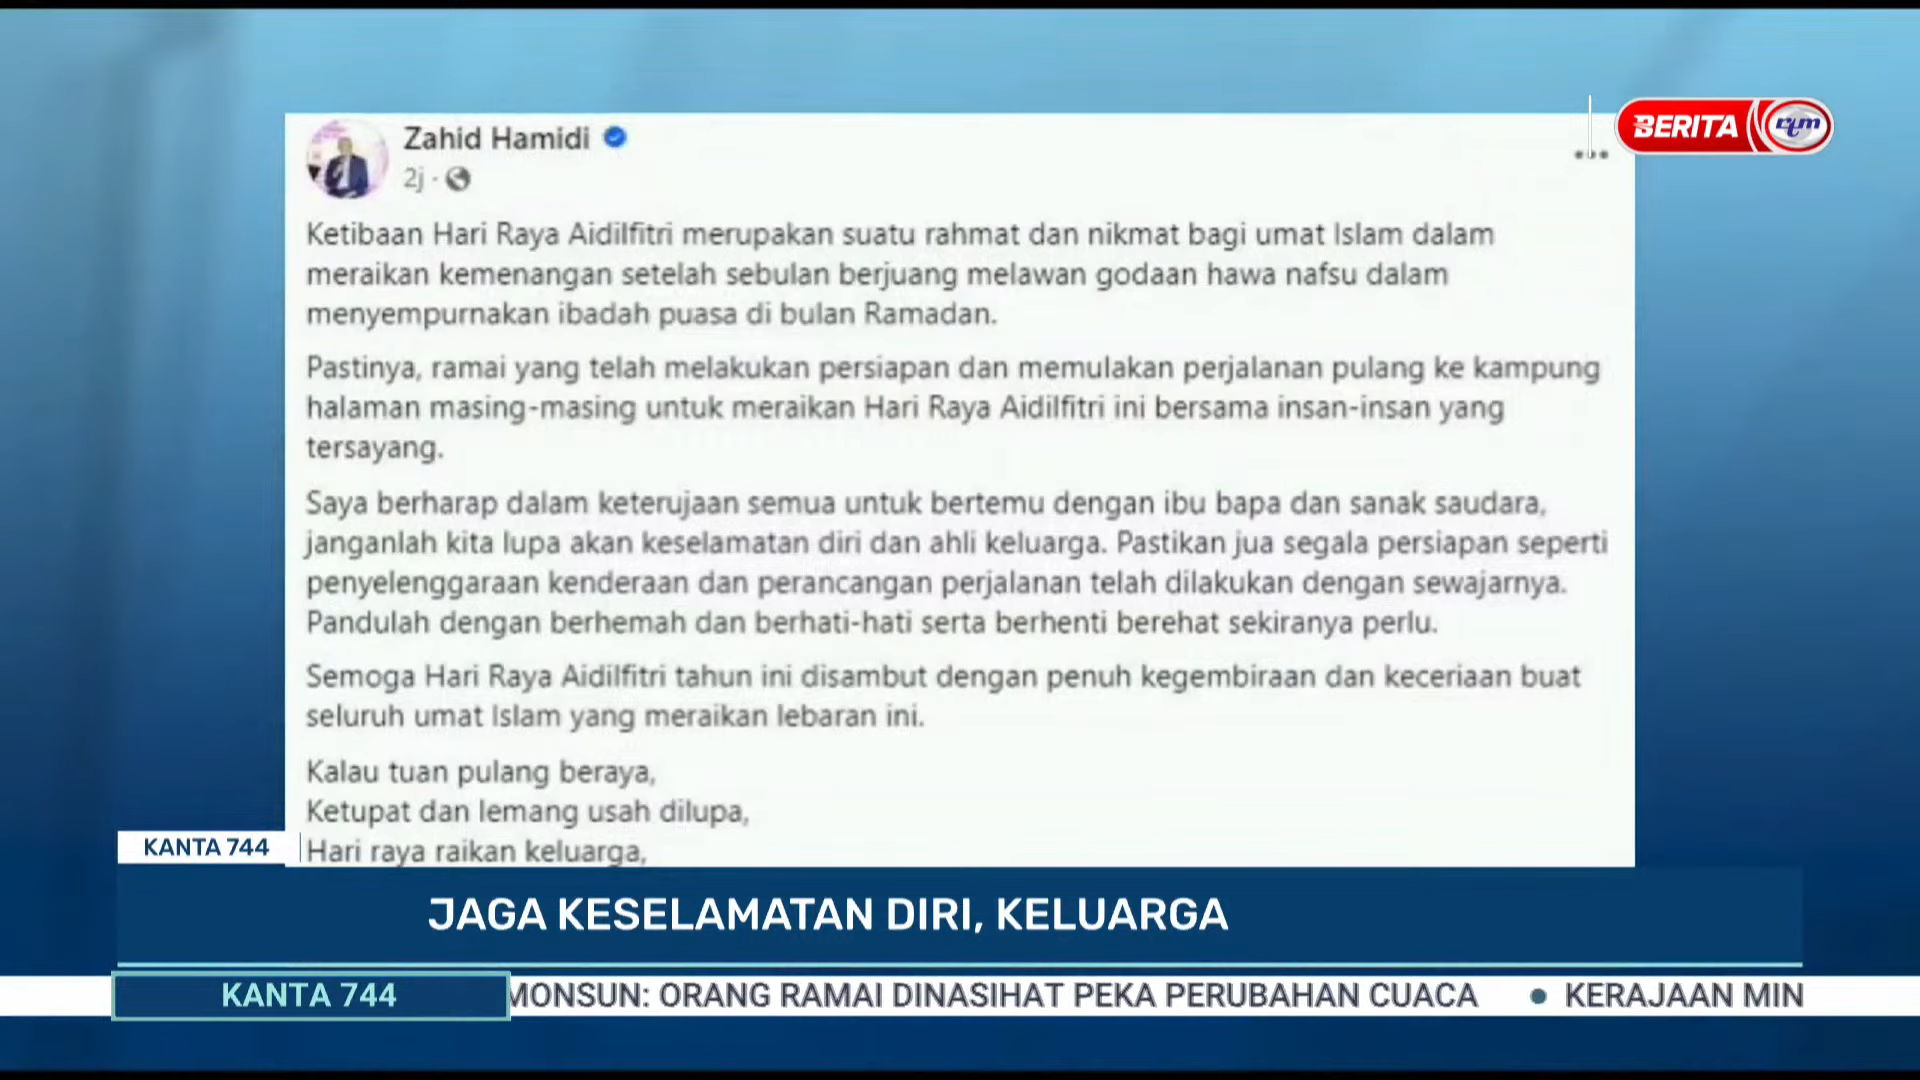 BERITA rtm
Zahid Hamidi
2j
Ketibaan Hari Raya Aidilfitri merupakan suatu rahmat dan nikmat bagi umat Islam dalam
meraikan kemenangan setelah sebulan berjuang melawan godaan hawa nafsu dalam
menyempurnakan ibadah puasa di bulan Ramadan.
Pastinya, ramai yang telah melakukan persiapan dan memulakan perjalanan pulang ke kampung
halaman masing-masing untuk meraikan Hari Raya Aidilfitri ini bersama insan-insan yang
tersayang.
Saya berharap dalam keterujaan semua untuk bertemu dengan ibu bapa dan sanak saudara,
janganlah kita lupa akan keselamatan diri dan ahli keluarga. Pastikan jua segala persiapan seperti
penyelenggaraan kenderaan dan perancangan perjalanan telah dilakukan dengan sewajarnya.
Pandulah dengan berhemah dan berhati-hati serta berhenti berehat sekiranya perlu.
Semoga Hari Raya Aidilfitri tahun ini disambut dengan penuh kegembiraan dan keceriaan buat
seluruh umat Islam yang meraikan lebaran ini.
Kalau tuan pulang beraya,
Ketupat dan lemang usah dilupa,
Hari raya raikan keluarga,
KANTA 744
JAGA KESELAMATAN DIRI, KELUARGA
KANTA 744
MONSUN: ORANG RAMAI DINASIHAT PEKA PERUBAHAN CUACA • KERAJAAN MIN